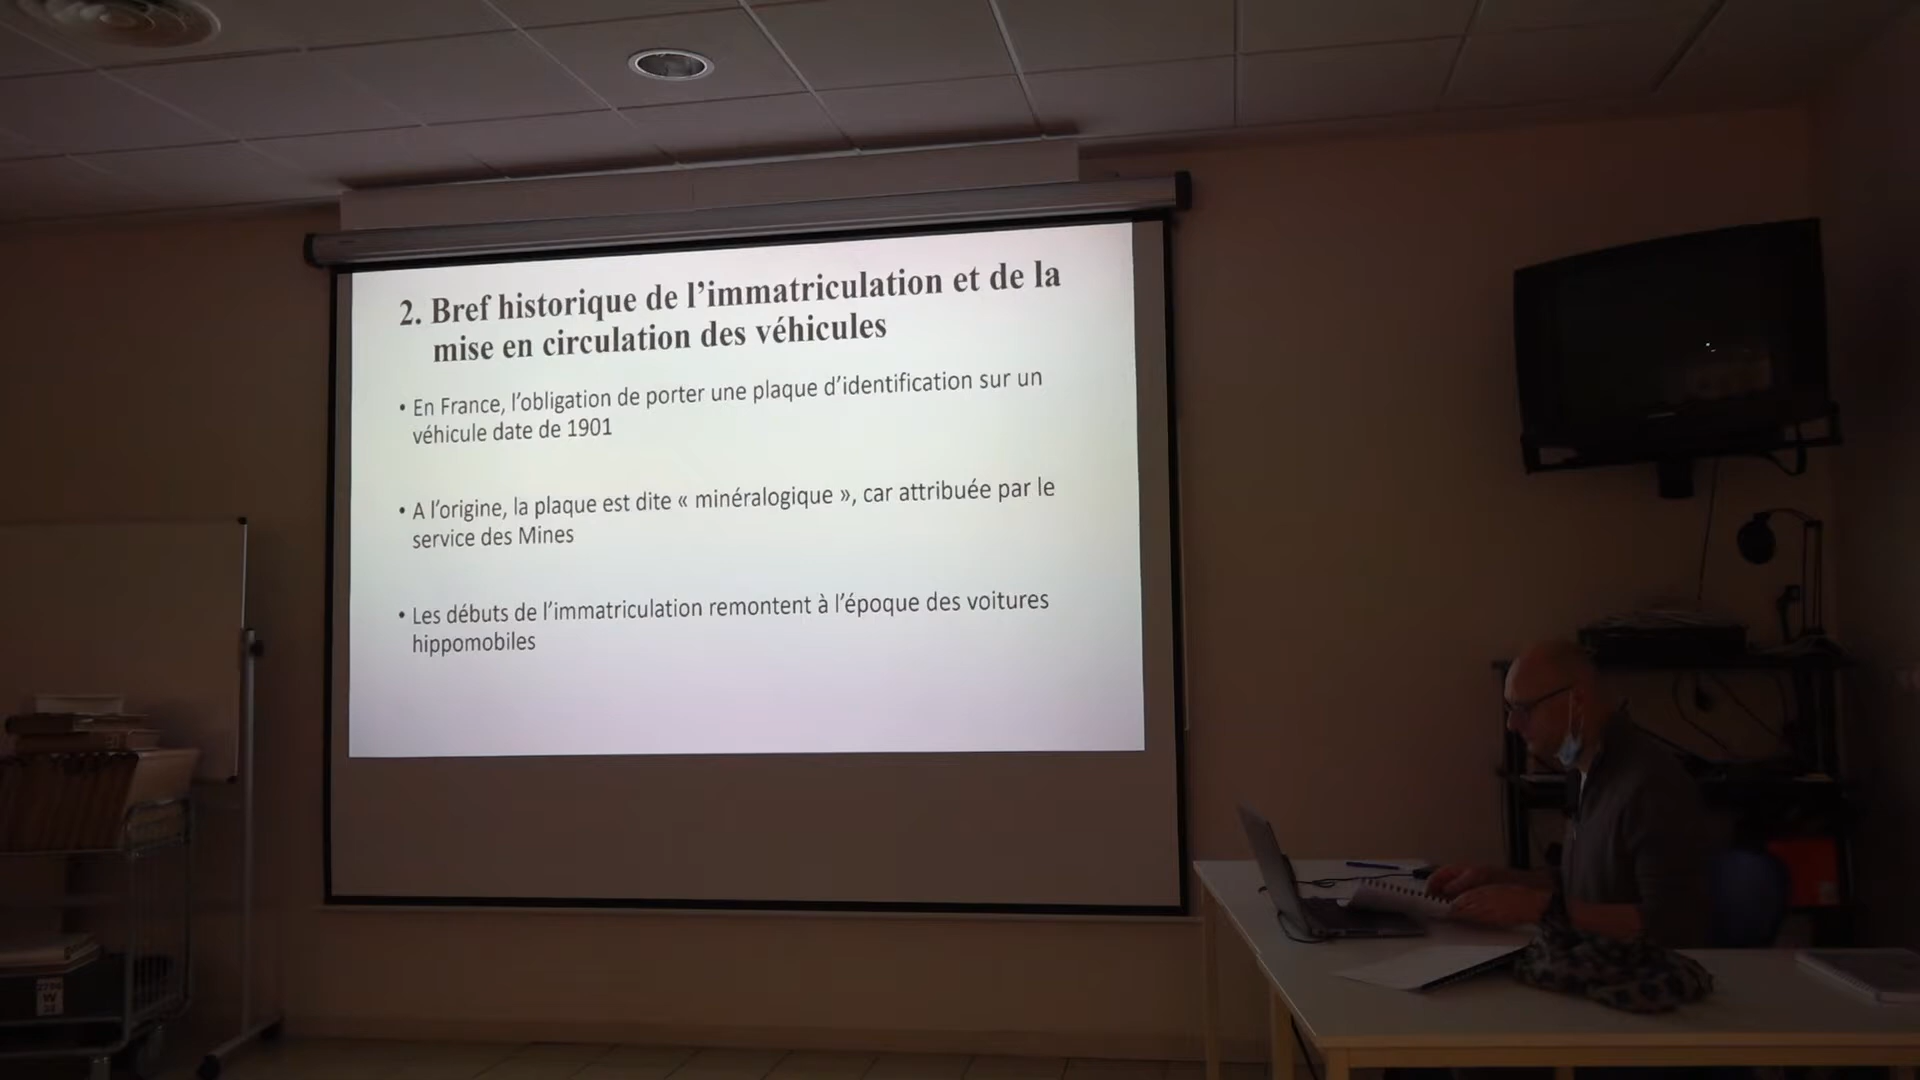 2. Bref historique de l’immatriculation et de la
mise en circulation des véhicules
• En France, l’obligation de porter une plaque d’identification sur un
véhicule date de 1901
• A l’origine, la plaque est dite « minéralogique », car attribuée par le
service des Mines
• Les débuts de l’immatriculation remontent à l’époque des voitures
hippomobiles
W